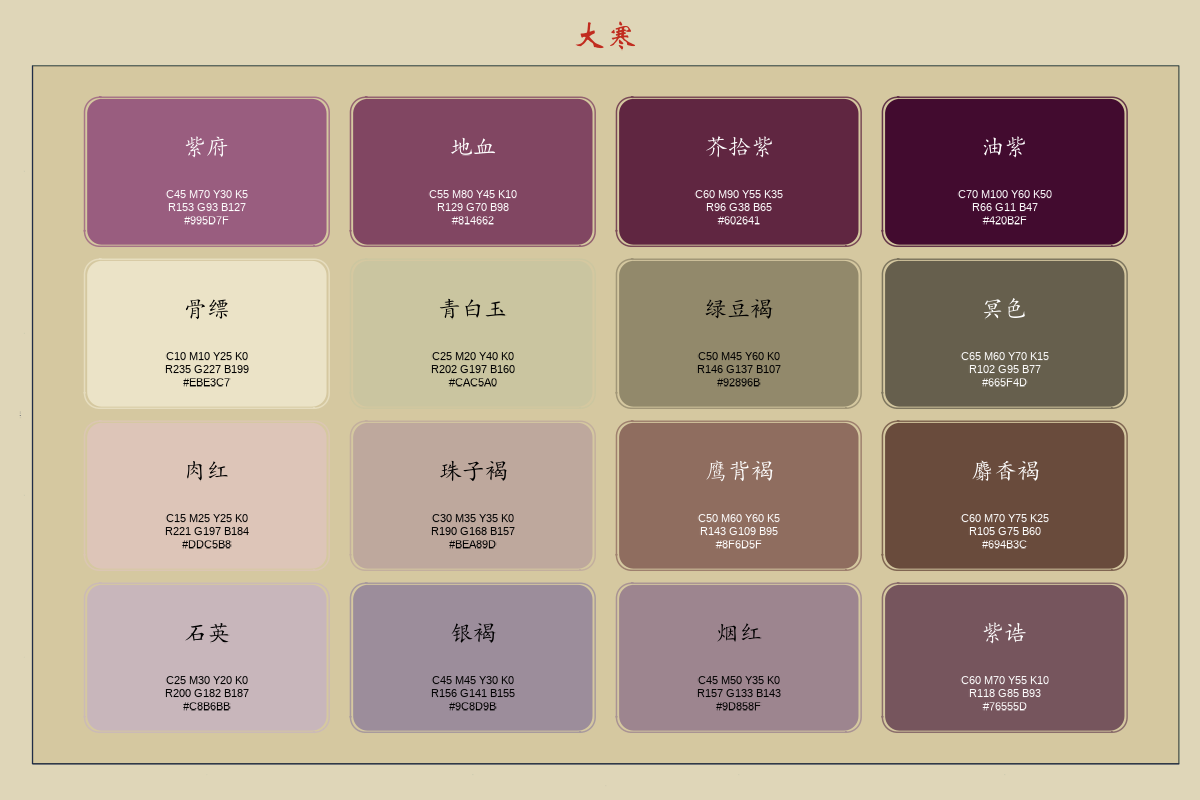 大寒
紫府
C45 M70 Y30 K5
R153 G93 B127
#995D7F
地血
C55 M80 Y45 K10
R129 G70 B98
#814662
芥拾紫
C60 M90 Y55 K35
R96 G38 B65
#602641
油紫
C70 M100 Y60 K50
R66 G11 B47
#420B2F
骨缥
C10 M10 Y25 K0
R235 G227 B199
#EBE3C7
青白玉
C25 M20 Y40 K0
R202 G197 B160
#CAC5A0
绿豆褐
C50 M45 Y60 K0
R146 G137 B107
#92896B
冥色
C65 M60 Y70 K15
R102 G95 B77
#665F4D
肉红
C15 M25 Y25 K0
R221 G197 B184
#DDC5B8
珠子褐
C30 M35 Y35 K0
R190 G168 B157
#BEA89D
鹰背褐
C50 M60 Y60 K5
R143 G109 B95
#8F6D5F
麝香褐
C60 M70 Y75 K25
R105 G75 B60
#694B3C
石英
C25 M30 Y20 K0
R200 G182 B187
#C8B6BB
银褐
C45 M45 Y30 K0
R156 G141 B155
#9C8D9B
烟红
C45 M50 Y35 K0
R157 G133 B143
#9D858F
紫诰
C60 M70 Y55 K10
R118 G85 B93
#76555D